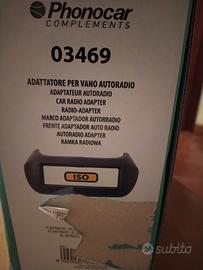 Phonocar
COMPLEMENTS
03469
ADATTATORE PER VANO AUTORADIO
ADAPTATEUR AUTORADIO
CAR RADIO ADAPTER
RADIO-ADAPTER
MARCO ADAPTADOR AUTORRADIO
FRENTE ADAPTADOR AUTO RADIO
AUTORADIO ADAPTER
RAMKA RADIOWA
ISO
subito